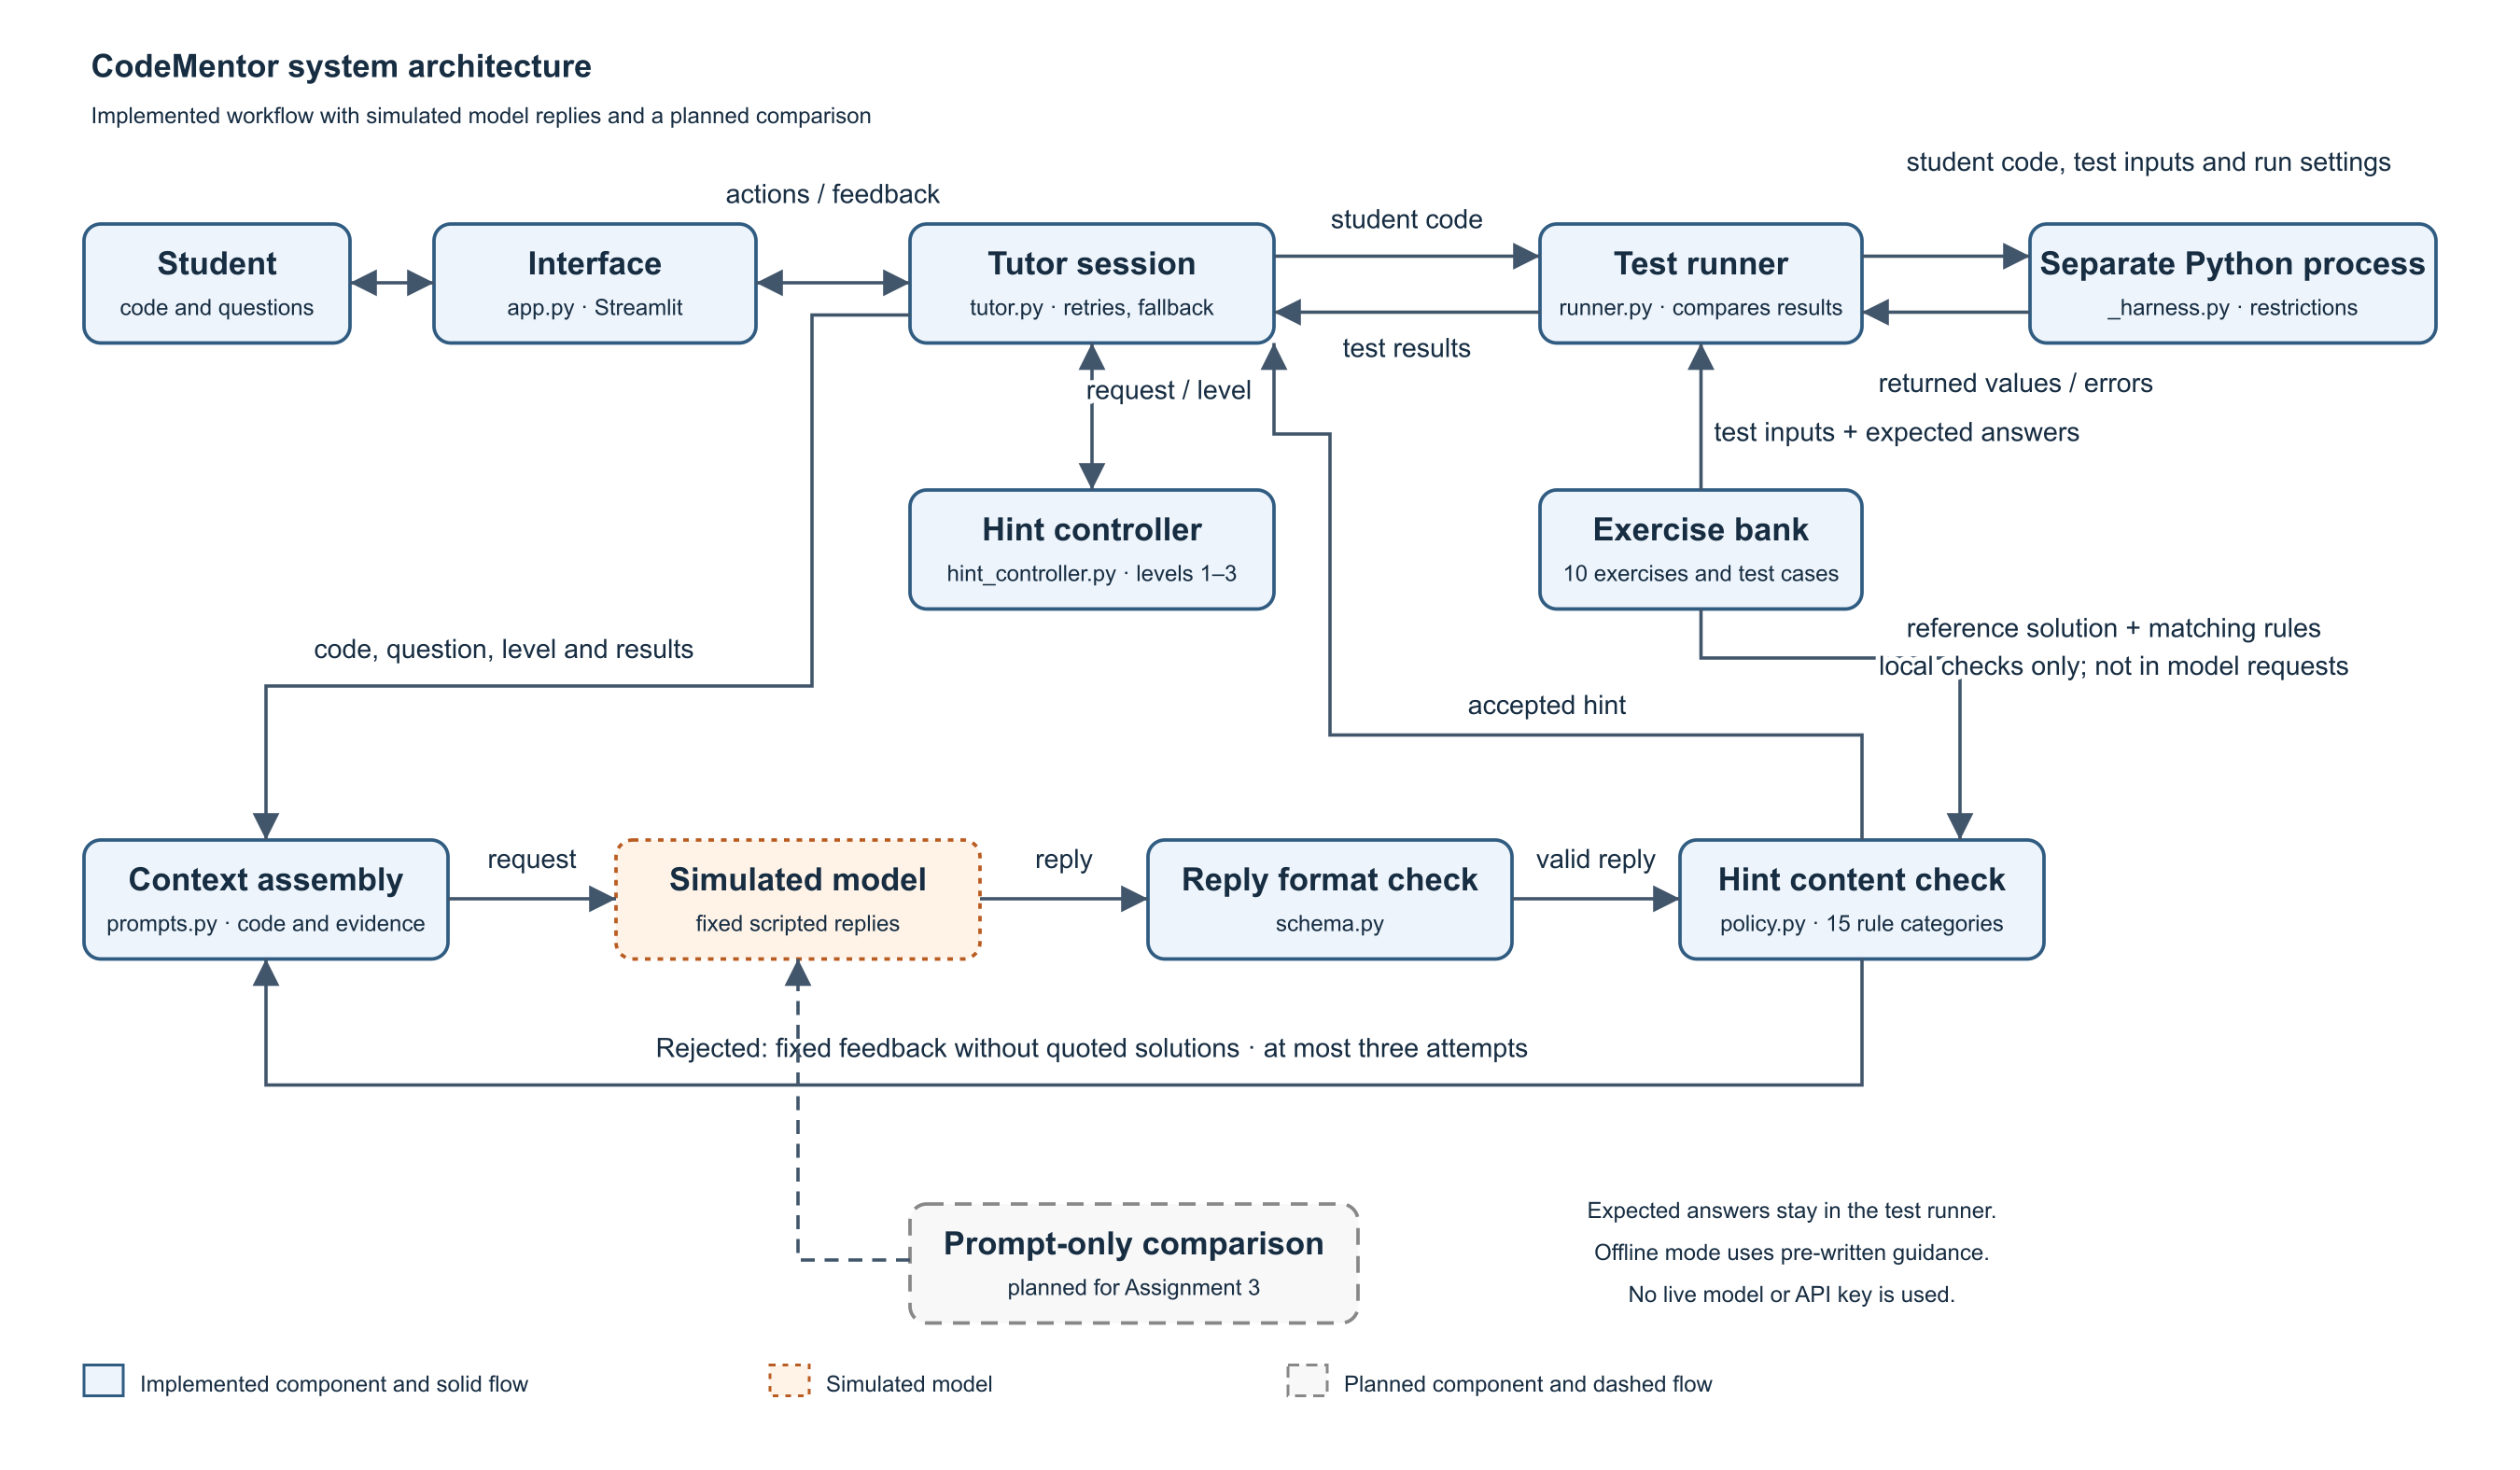 CodeMentor system architecture
Implemented workflow with simulated model replies and a planned comparison
student code, test inputs and run settings
actions / feedback
student code
Student
code and questions
Interface
app.py · Streamlit
Tutor session
tutor.py · retries, fallback
Test runner
runner.py · compares results
Separate Python process
_harness.py · restrictions
test results
request / level
returned values / errors
test inputs + expected answers
Hint controller
hint_controller.py · levels 1–3
Exercise bank
10 exercises and test cases
reference solution + matching rules
local checks only; not in model requests
code, question, level and results
accepted hint
Context assembly
prompts.py · code and evidence
request
Simulated model
fixed scripted replies
reply
Reply format check
schema.py
valid reply
Hint content check
policy.py · 15 rule categories
Rejected: fixed feedback without quoted solutions · at most three attempts
Prompt-only comparison
planned for Assignment 3
Expected answers stay in the test runner.
Offline mode uses pre-written guidance.
No live model or API key is used.
Implemented component and solid flow
Simulated model
Planned component and dashed flow